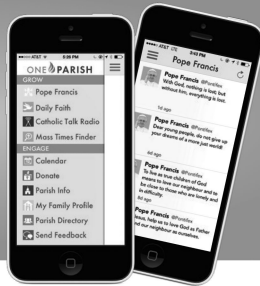 AT&T 5:26 PM
ONE PARISH
GROW
Pope Francis
Daily Faith
Catholic Talk Radio
Mass Times Finder
ENGAGE
Calendar
Donate
Parish Info
My Family Profile
Parish Directory
Send Feedback
AT&T LTE 3:43 PM
Pope Francis
Pope Francis @Pontifex
With God, nothing is lost; but
without him, everything is lost.
1d ago
Pope Francis @Pontifex
Dear young people, do not give up
your dreams of a more just world!
Pope Francis @Pontifex
To live as true children of God
means to love our neighbour and to
be close to those who are lonely and
in difficulty.
Pope Francis @Pontifex
help us to love God as Father
our neighbour as ourselves.